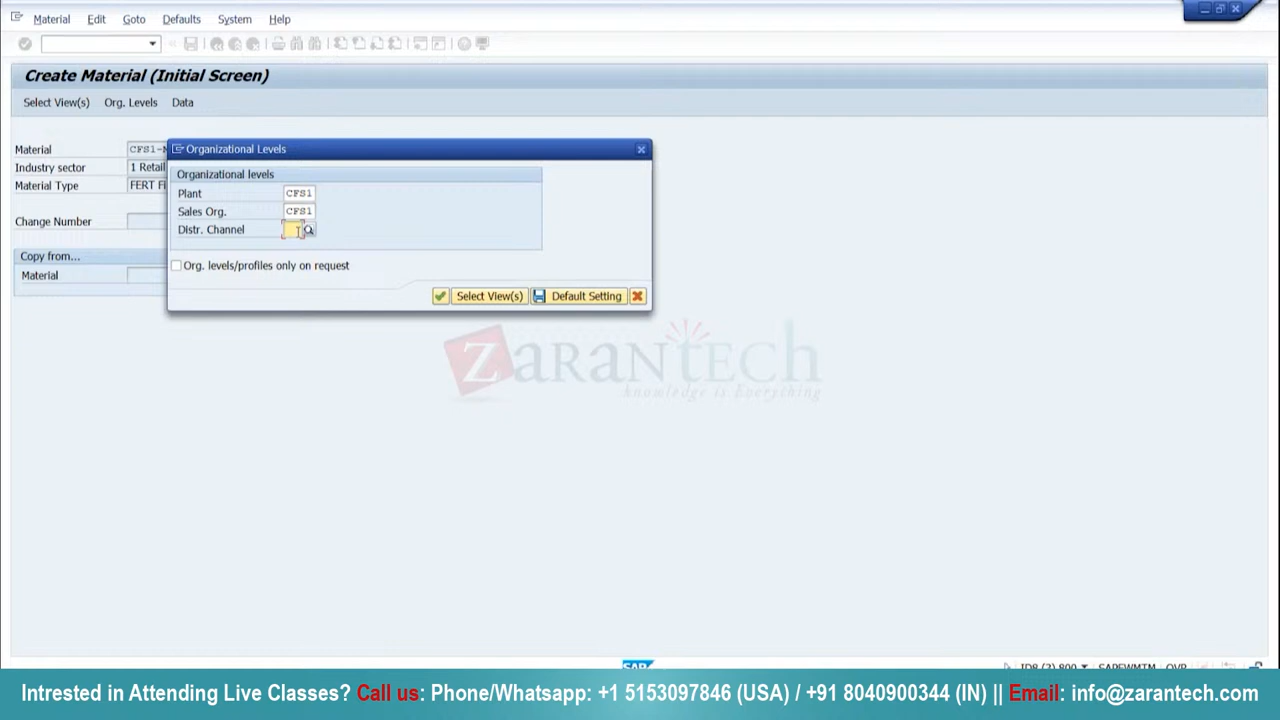 Material Edit Goto Defaults System Help
Create Material (Initial Screen)
Select View(s) Org. Levels Data
Material CFS1-
Industry sector 1 Retail
Material Type FERT
Change Number
Copy from...
Material
Organizational Levels
Organizational levels
Plant CFS1
Sales Org. CFS1
Distr. Channel
Org. levels/profiles only on request
Select View(s) Default Setting
ZARANTECH
knowledge is Everything
SAP
Intrested in Attending Live Classes? Call us: Phone/Whatsapp: +1 5153097846 (USA) / +91 8040900344 (IN) || Email: info@zarantech.com